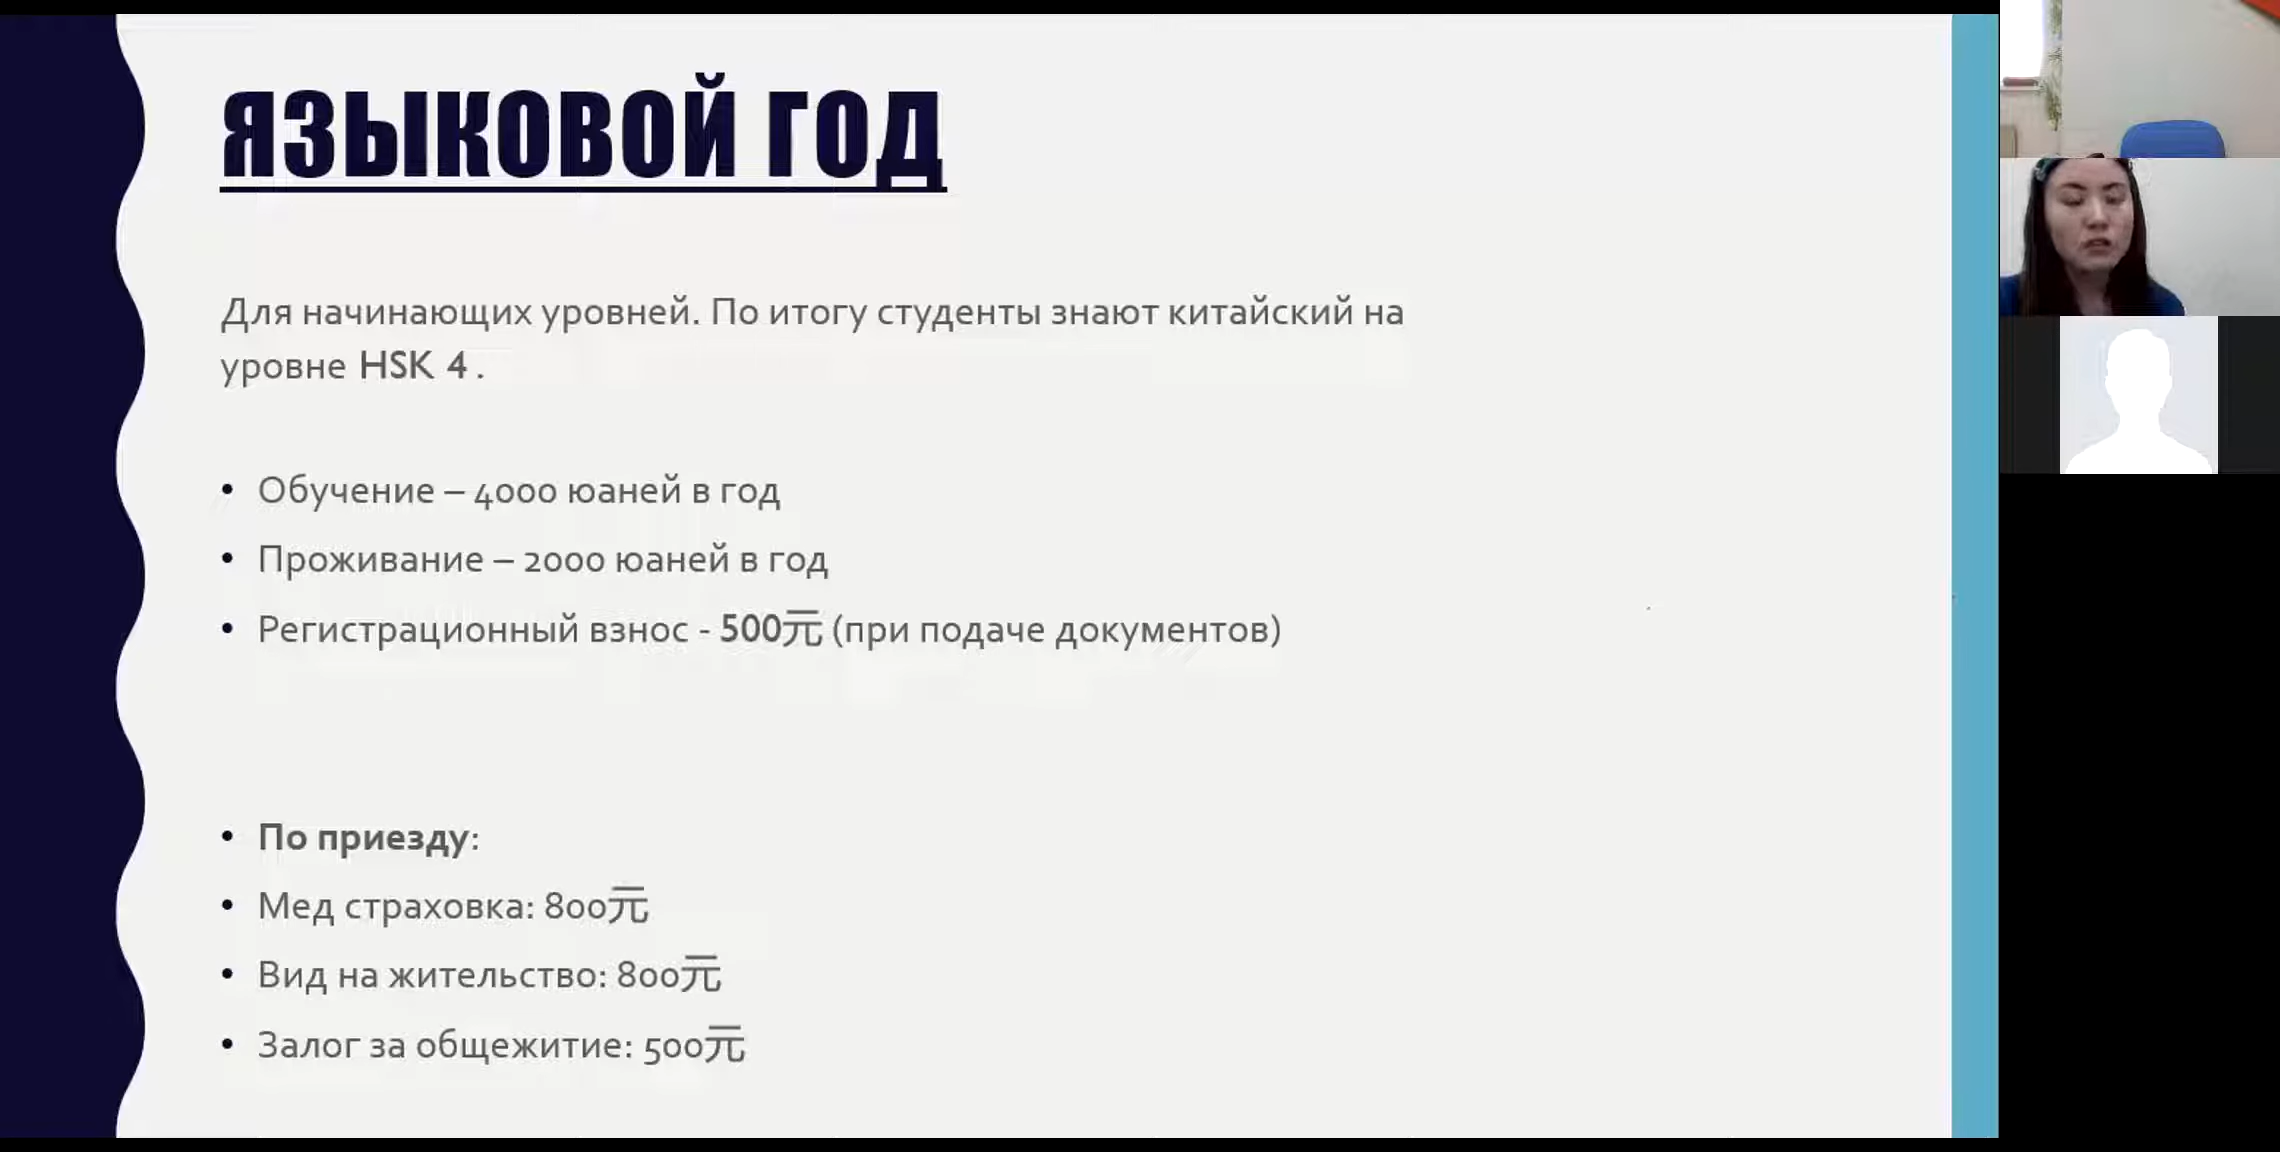 ЯЗЫКОВОЙ ГОД
Для начинающих уровней. По итогу студенты знают китайский на
уровне HSK 4 .
• Обучение – 4000 юаней в год
• Проживание – 2000 юаней в год
• Регистрационный взнос - 500元 (при подаче документов)
• По приезду:
• Мед страховка: 800元
• Вид на жительство: 800元
• Залог за общежитие: 500元